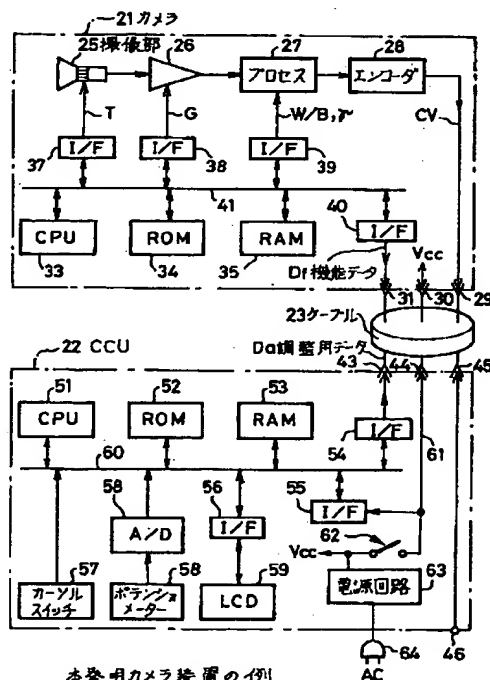 21カメラ
25撮像部
26
27
28
プロセス
エンコーダ
T
G
W/B,γ
CV
I/F
I/F
I/F
37
38
39
41
40
I/F
CPU
ROM
RAM
33
34
35
Df機能データ
Vcc
31
30
29
23ケーブル
Da調整用データ
22 CCU
43
44
45
51
52
53
CPU
ROM
RAM
54
I/F
60
61
58
56
55
A/D
I/F
I/F
62
57
58
59
Vcc
カーソルスイッチ
ポテンショメーター
LCD
電源回路
63
64
46
AC
本発明カメラ装置の例